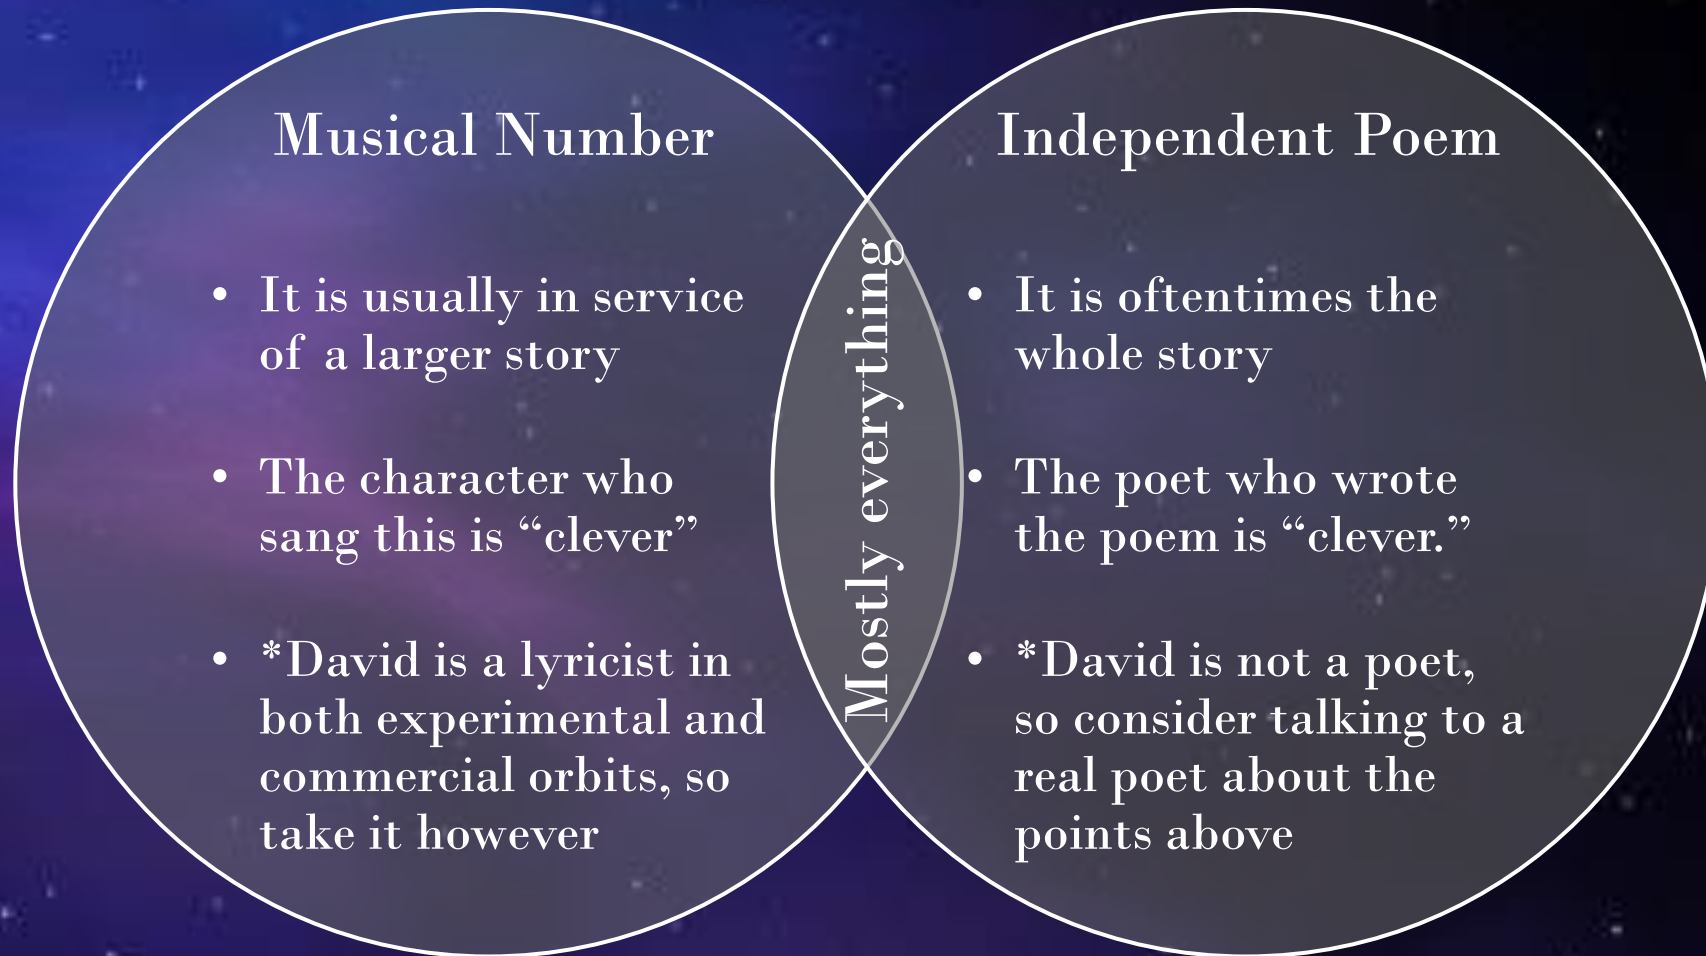 Musical Number
• It is usually in service
of a larger story
• The character who
sang this is “clever”
• *David is a lyricist in
both experimental and
commercial orbits, so
take it however
Mostly everything
Independent Poem
• It is oftentimes the
whole story
• The poet who wrote
the poem is “clever.”
• *David is not a poet,
so consider talking to a
real poet about the
points above